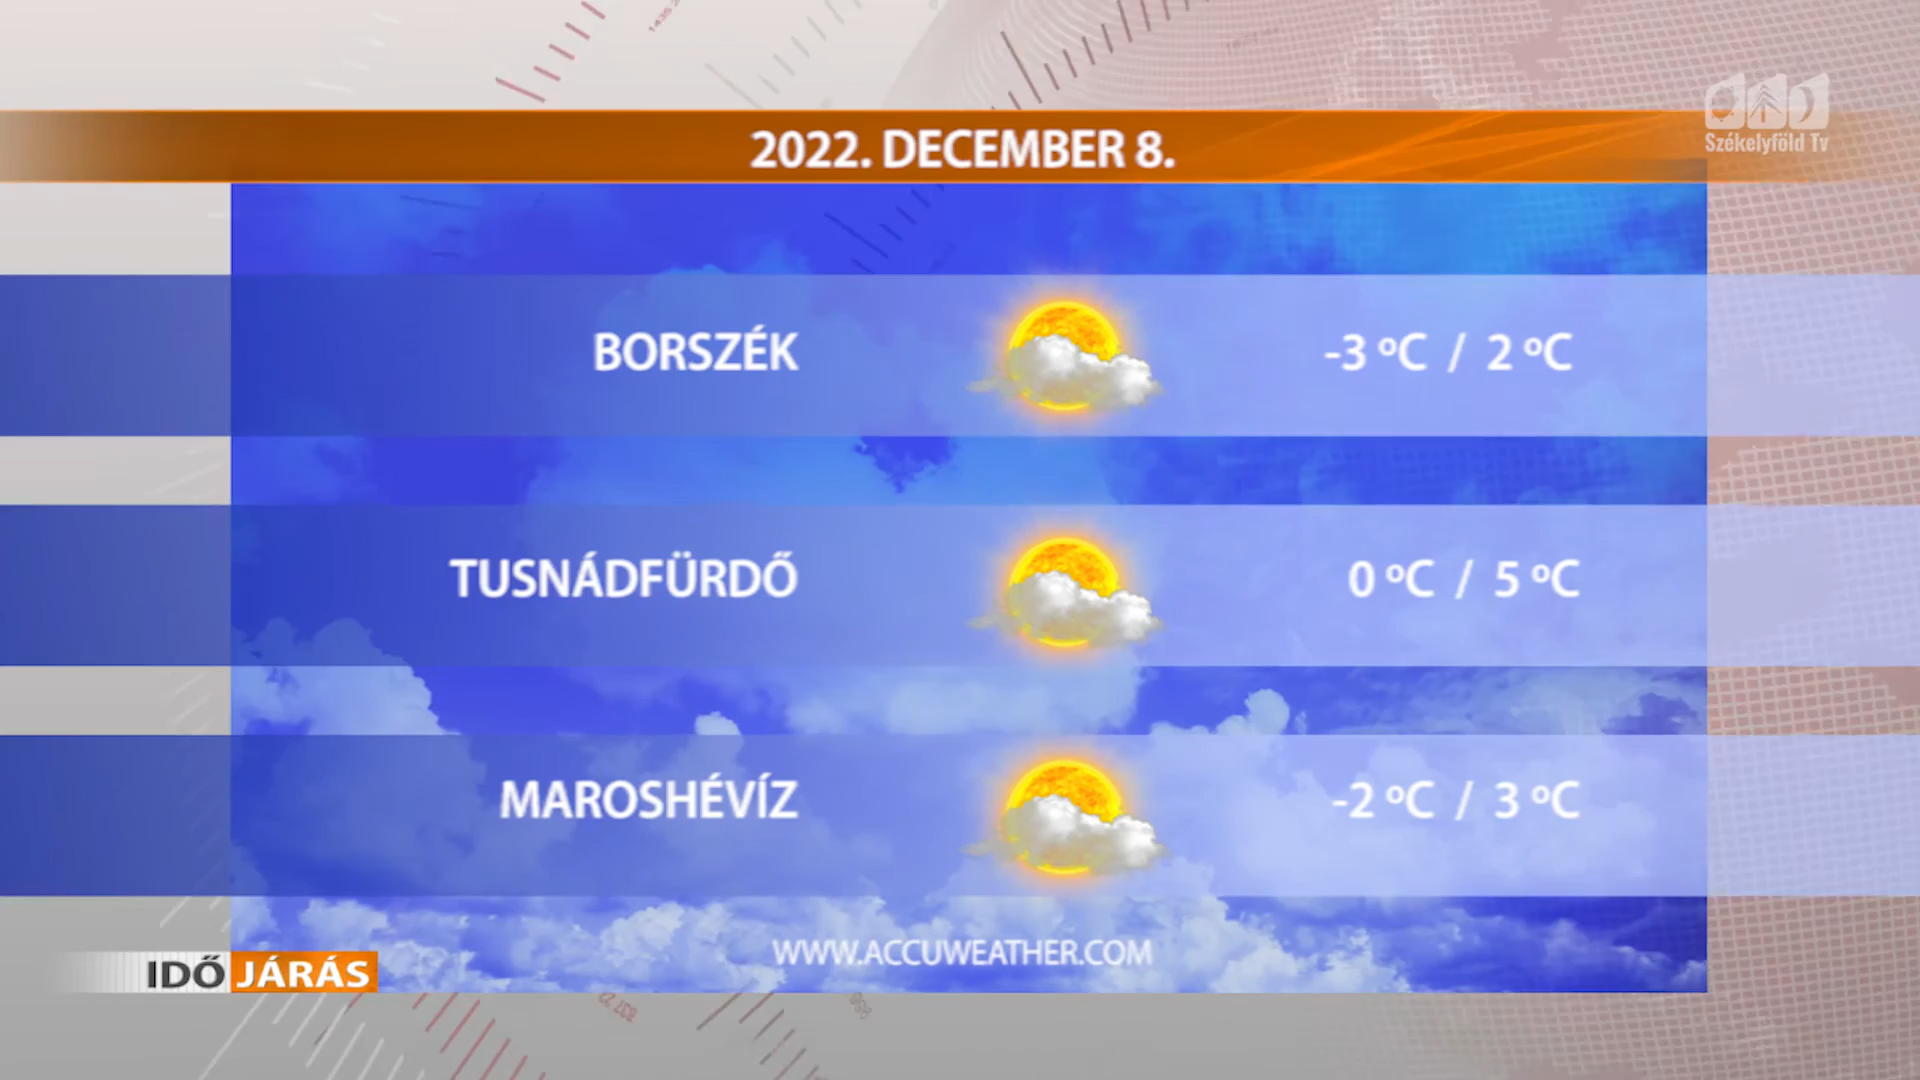 Székelyföld Tv
2022. DECEMBER 8.
BORSZÉK -3 ºC / 2 ºC
TUSNÁDFÜRDŐ 0 ºC / 5 ºC
MAROSHÉVÍZ -2 ºC / 3 ºC
WWW.ACCUWEATHER.COM
IDŐJÁRÁS